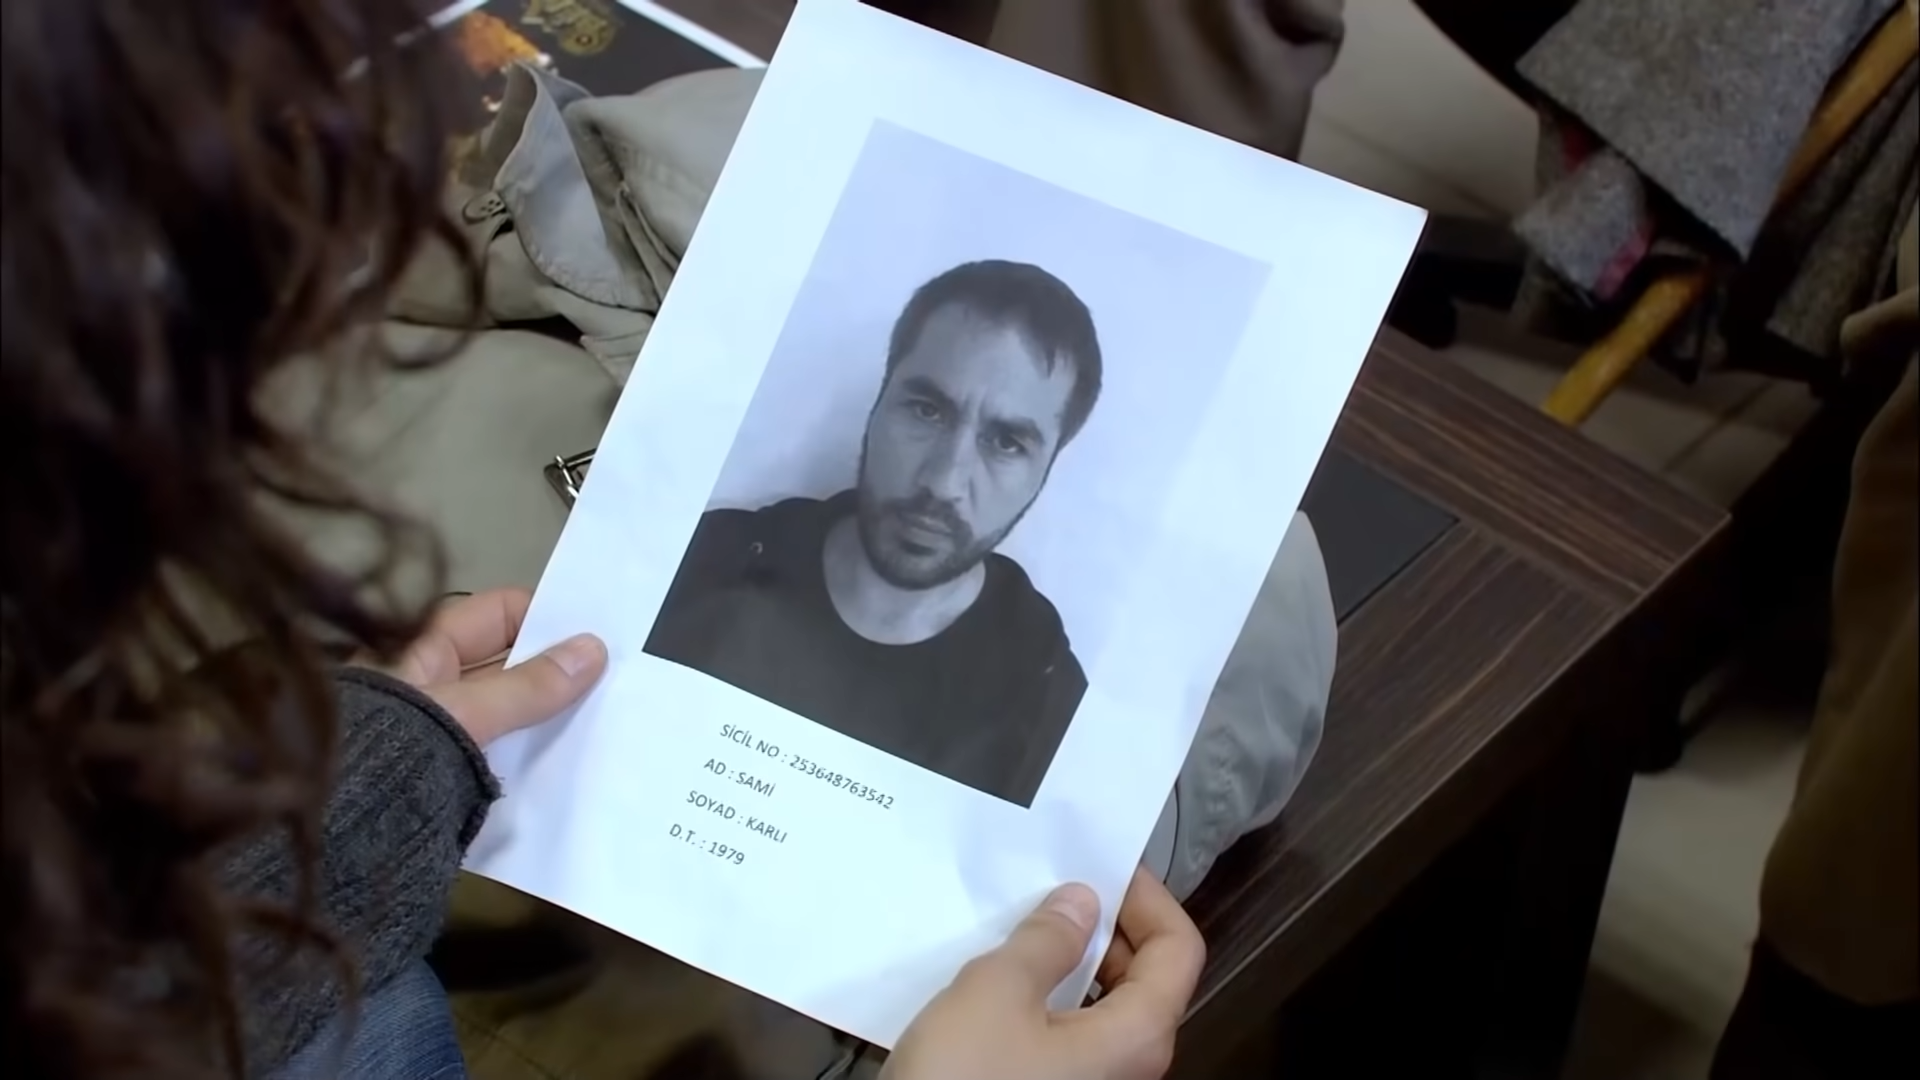 SİCİL NO : 253648763542
AD : SAMİ
SOYAD : KARLI
D.T. : 1979